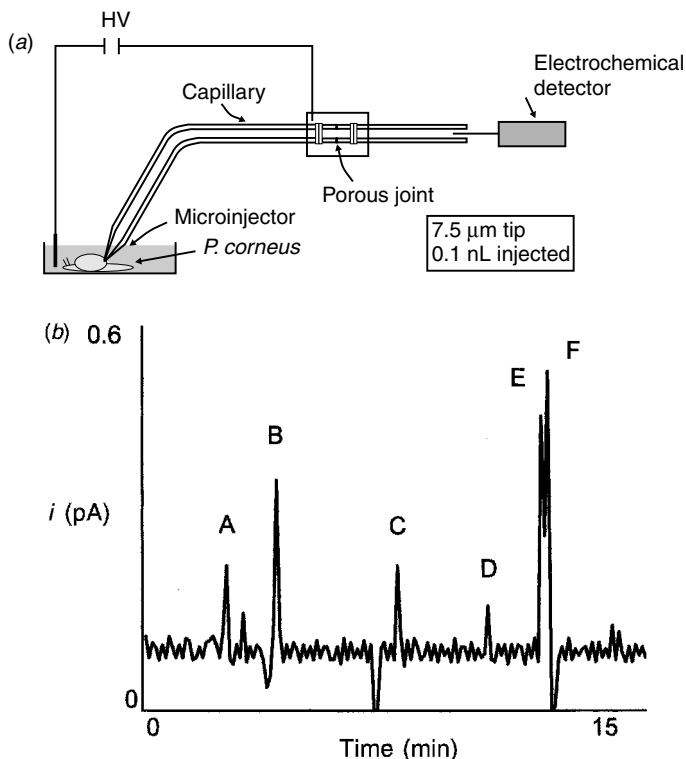 (a)
HV
Electrochemical
detector
Capillary
Porous joint
Microinjector
P. corneus
7.5 μm tip
0.1 nL injected
(b)
0.6
F
E
B
i (pA)
A
C
D
0
0
15
Time (min)